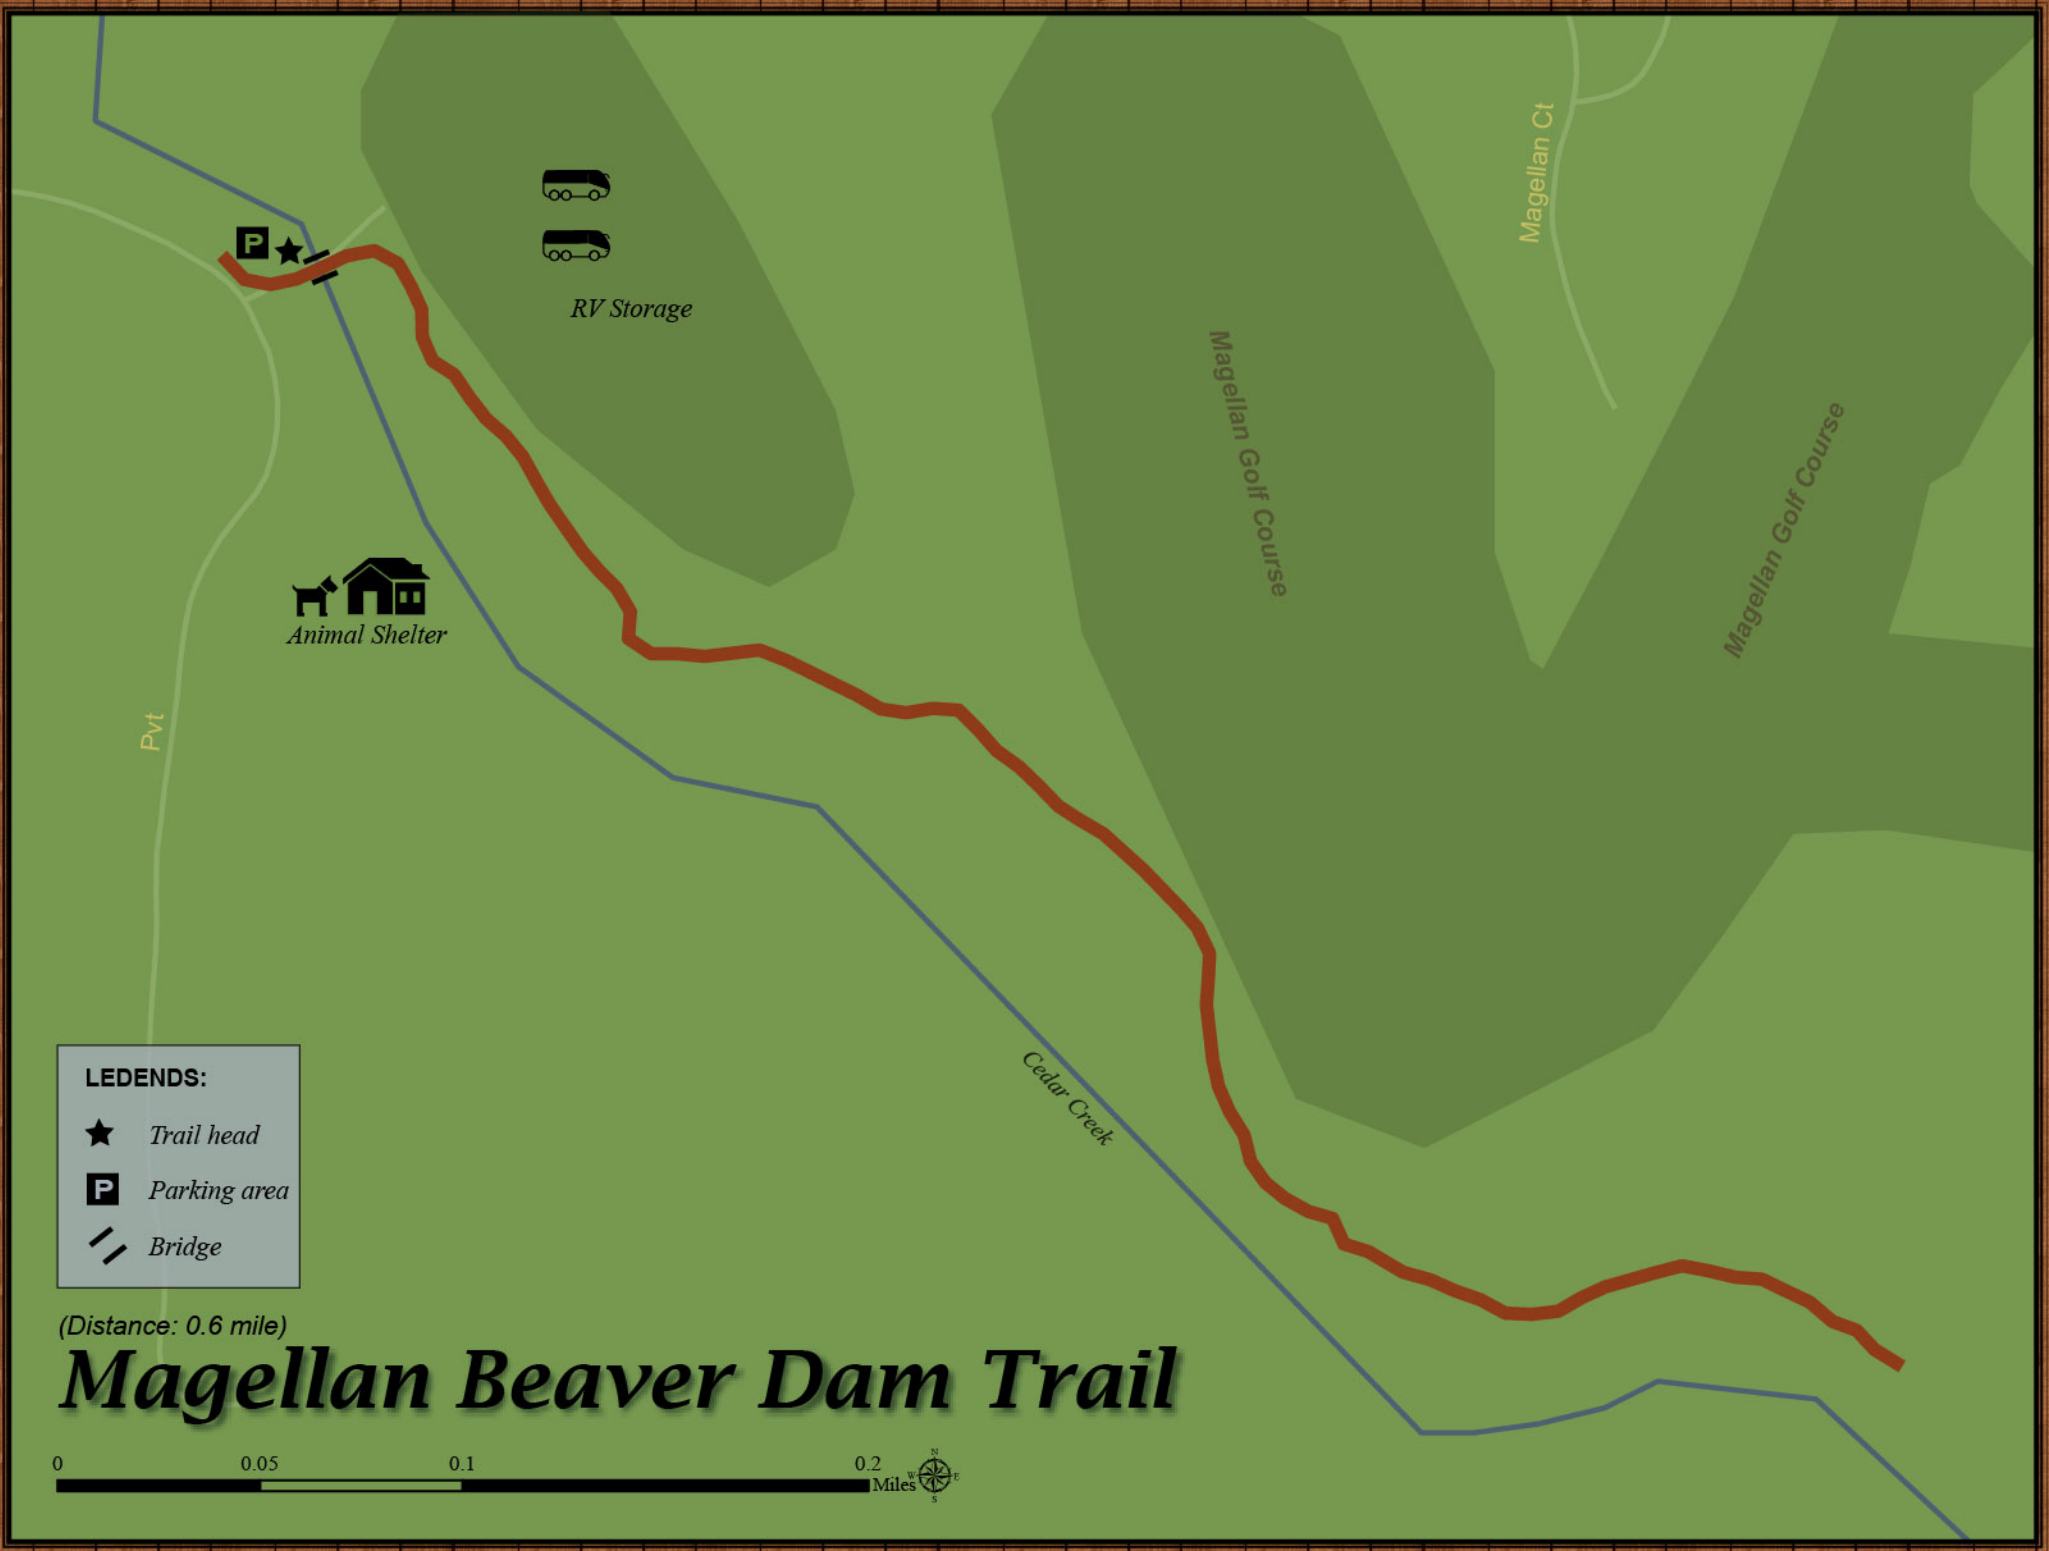 P
RV Storage
Magellan Ct
Magellan Golf Course
Magellan Golf Course
Animal Shelter
Pvt
Cedar Creek
LEDENDS:
Trail head
P Parking area
Bridge
(Distance: 0.6 mile)
Magellan Beaver Dam Trail
0 0.05 0.1 0.2
Miles
N
W E
S